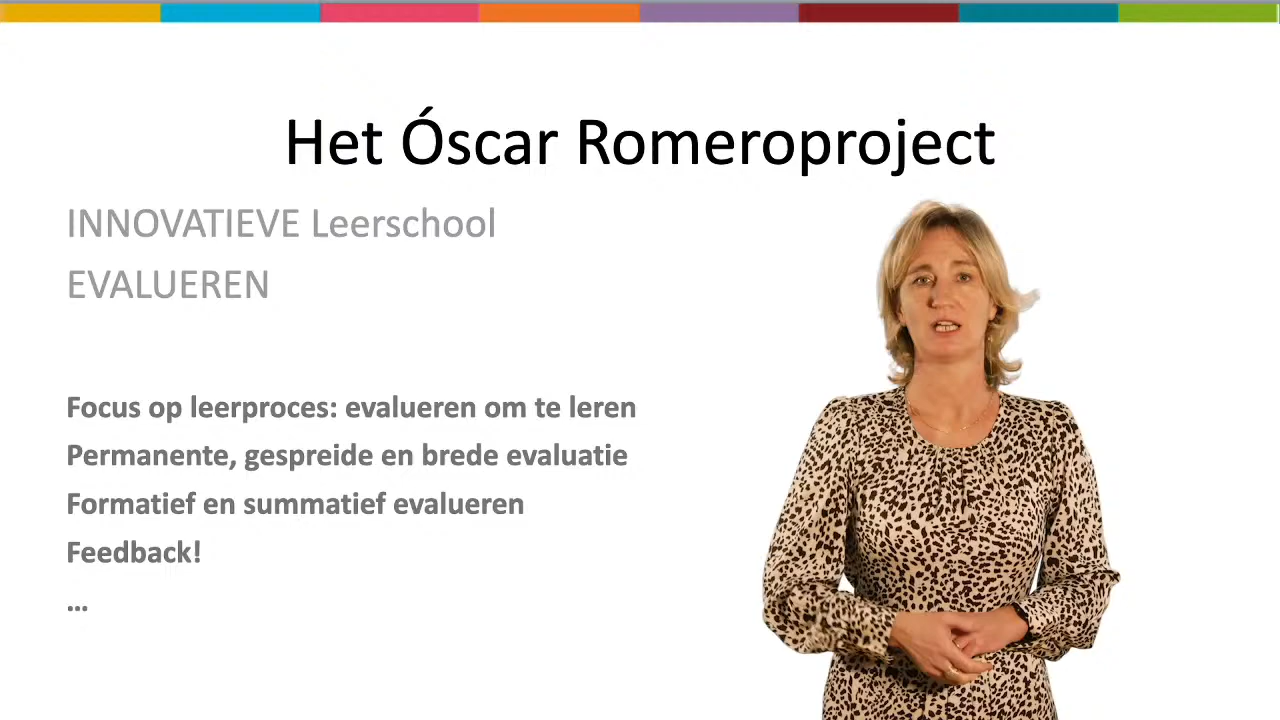 Het Óscar Romeroproject
INNOVATIEVE Leerschool
EVALUEREN
Focus op leerproces: evalueren om te leren
Permanente, gespreide en brede evaluatie
Formatief en summatief evalueren
Feedback!
…